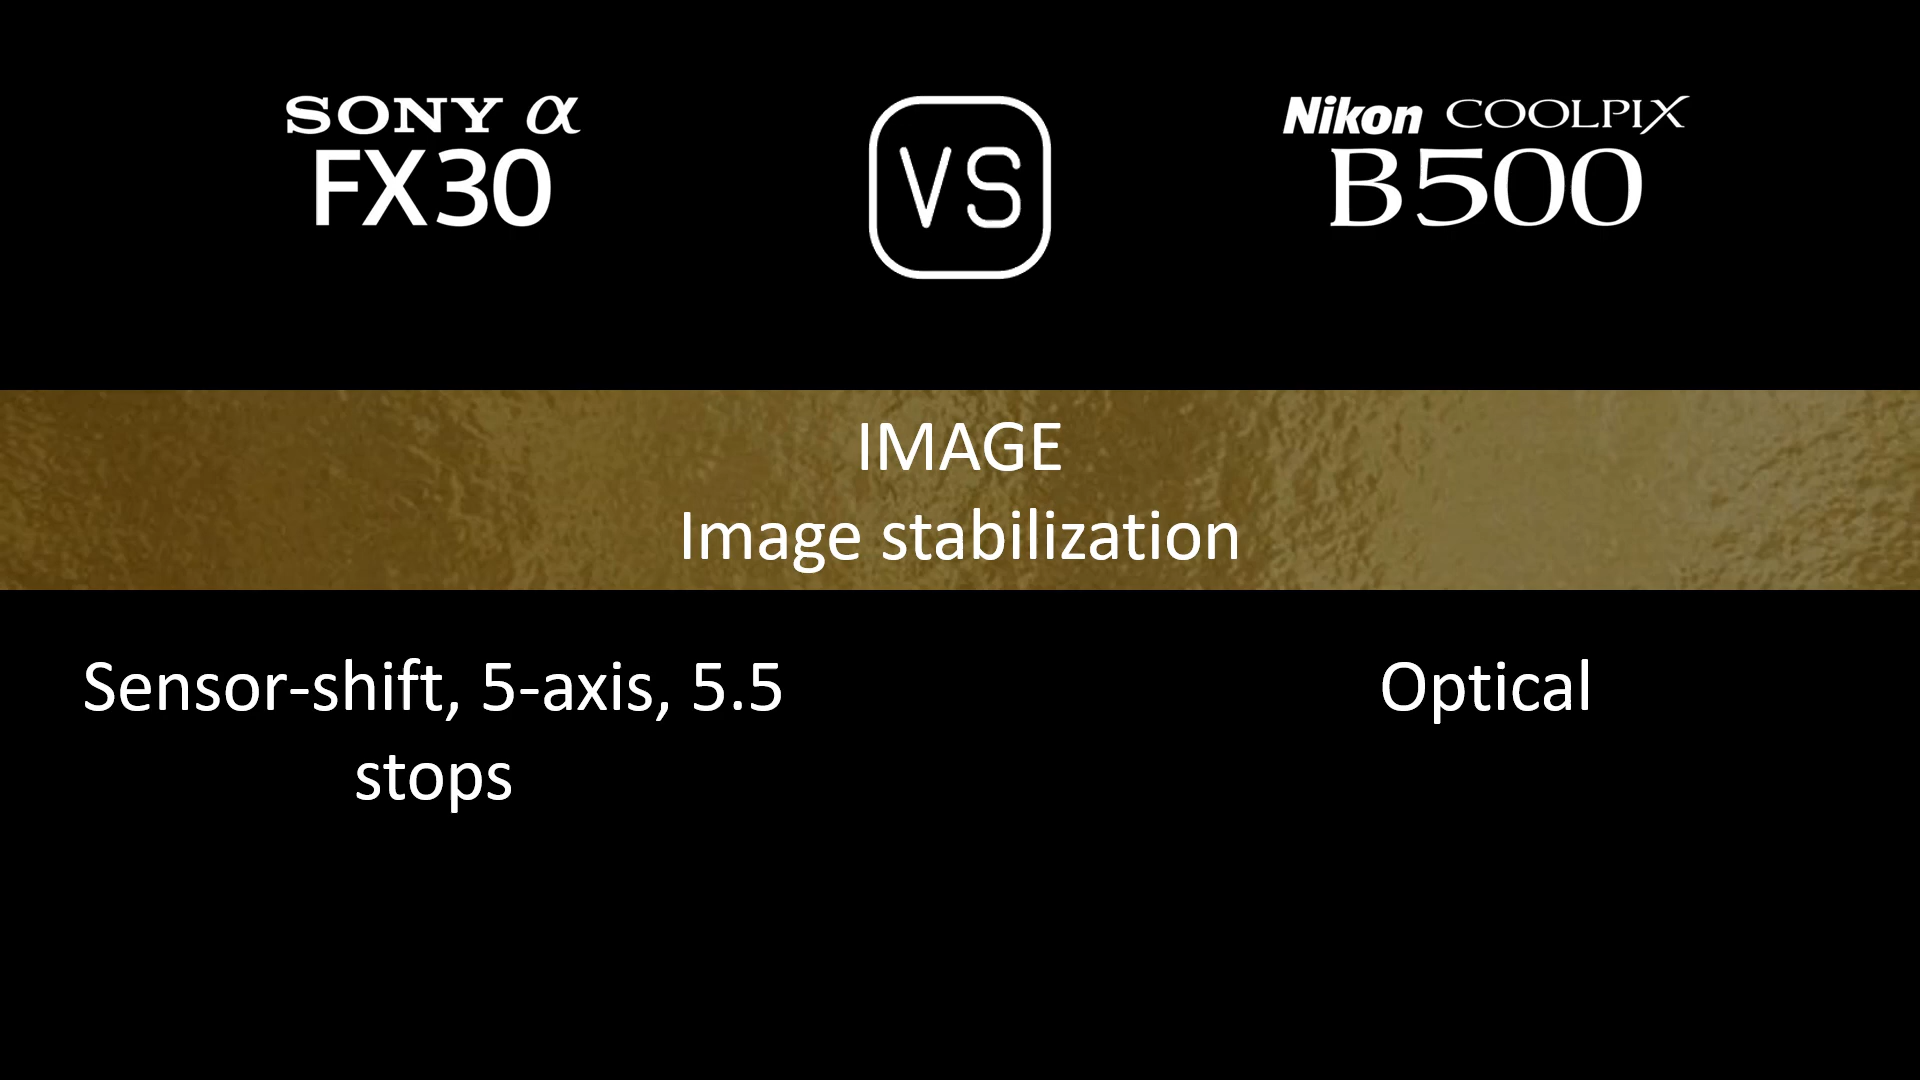 SONY α
FX30
VS
Nikon COOLPIX
B500
IMAGE
Image stabilization
Sensor-shift, 5-axis, 5.5
stops
Optical